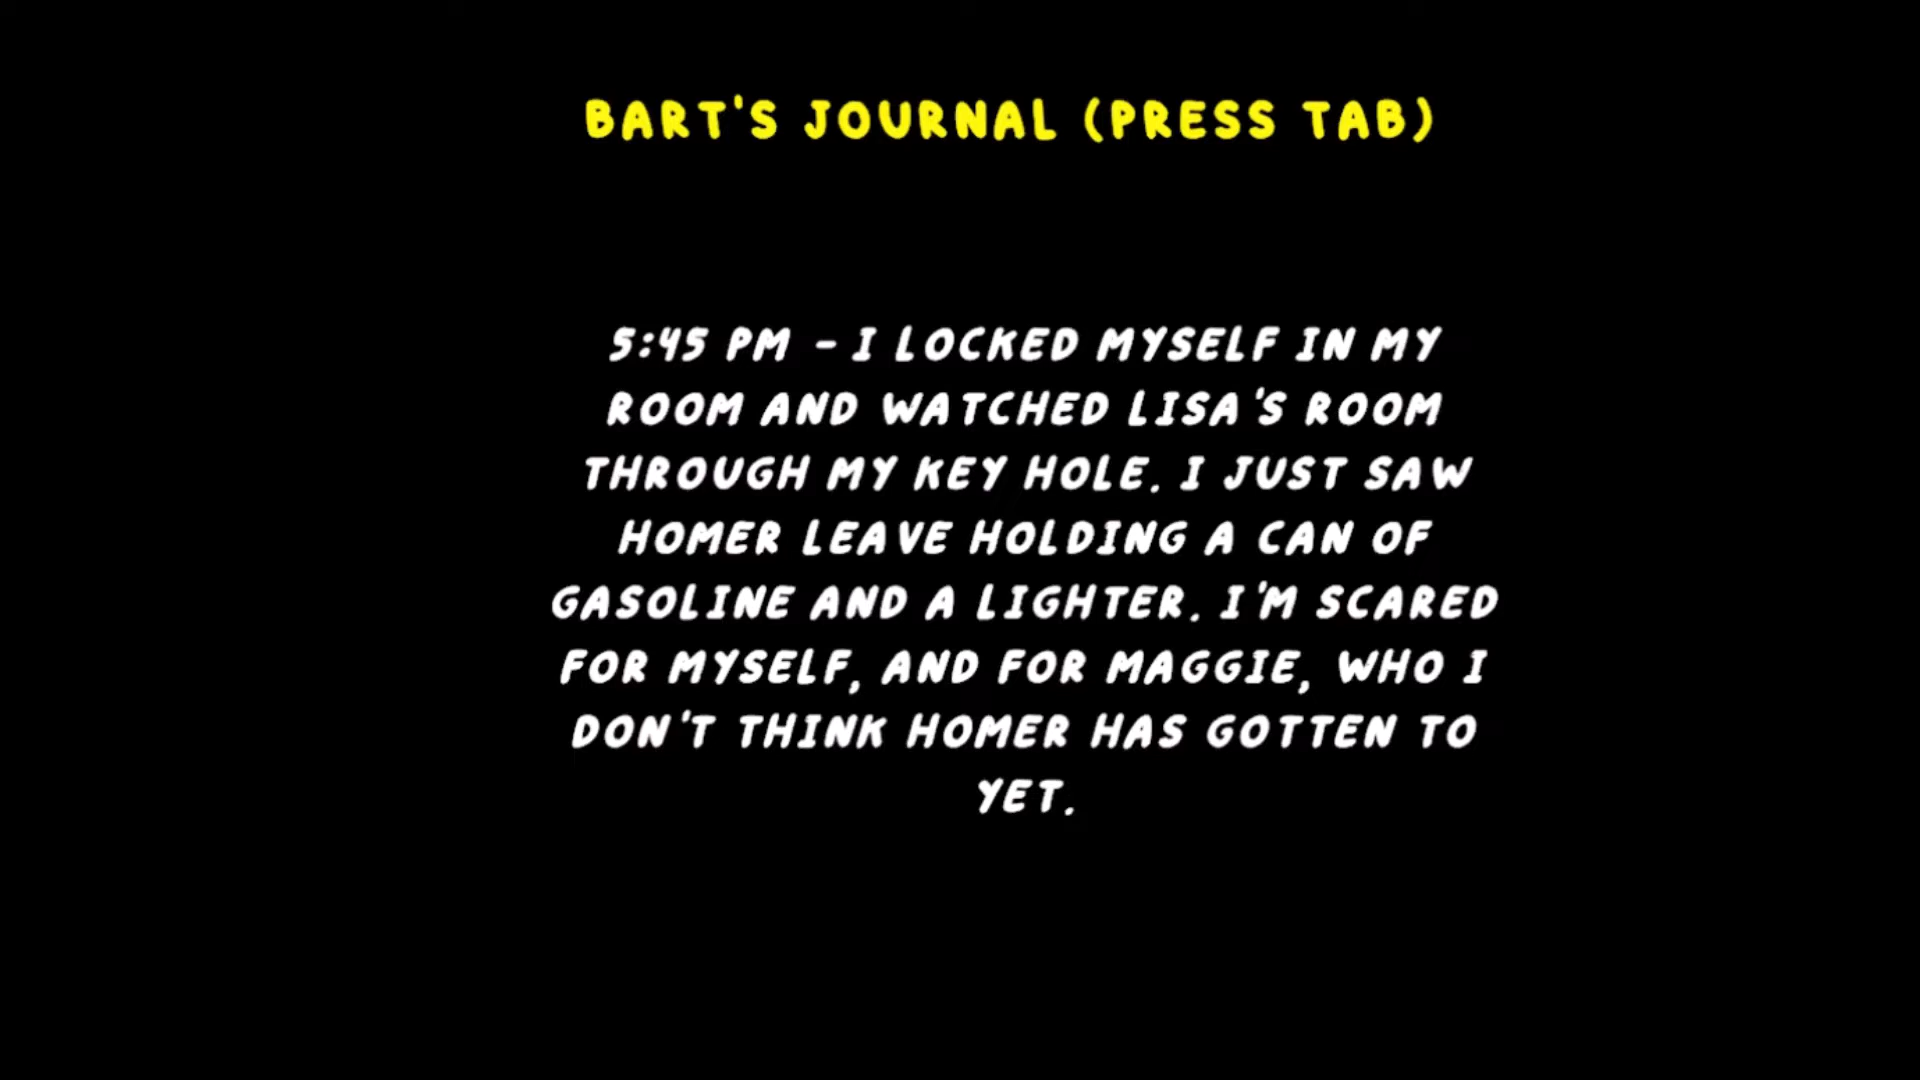 BART'S JOURNAL (PRESS TAB)
5:45 PM - I LOCKED MYSELF IN MY
ROOM AND WATCHED LISA'S ROOM
THROUGH MY KEY HOLE. I JUST SAW
HOMER LEAVE HOLDING A CAN OF
GASOLINE AND A LIGHTER. I'M SCARED
FOR MYSELF, AND FOR MAGGIE, WHO I
DON'T THINK HOMER HAS GOTTEN TO
YET.